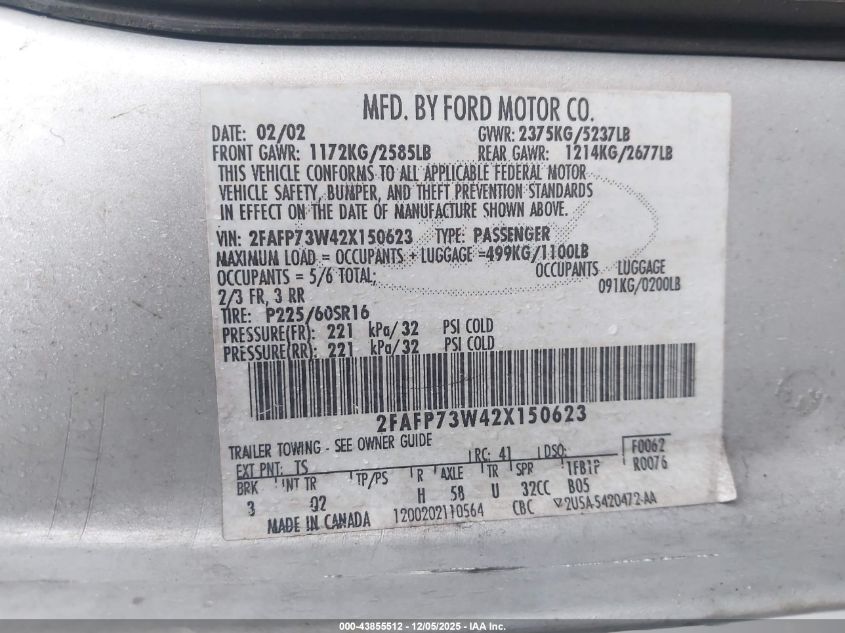 MFD. BY FORD MOTOR CO.
DATE: 02/02 GVWR: 2375KG/5237LB
FRONT GAWR: 1172KG/2585LB REAR GAWR: 1214KG/2677LB
THIS VEHICLE CONFORMS TO ALL APPLICABLE FEDERAL MOTOR
VEHICLE SAFETY, BUMPER, AND THEFT PREVENTION STANDARDS
IN EFFECT ON THE DATE OF MANUFACTURE SHOWN ABOVE.
VIN: 2FAFP73W42X150623 TYPE: PASSENGER
MAXIMUM LOAD = OCCUPANTS + LUGGAGE =499KG/1100LB
OCCUPANTS = 5/6 TOTAL; OCCUPANTS LUGGAGE
2/3 FR, 3 RR 091KG/0200LB
TIRE: P225/60SR16
PRESSURE(FR): 221 kPa/32 PSI COLD
PRESSURE(RR): 221 kPa/32 PSI COLD
2FAFP73W42X150623
TRAILER TOWING - SEE OWNER GUIDE
EXT PNT: TS RC: 41 DSO: F0062
BRK INT TR TP/PS R AXLE TR SPR TFB1P R0076
3 02 H 58 U 32CC B05
MADE IN CANADA 1200202110564 CBC 2U5A-5420472-AA
000-43855512 - 12/05/2025 - IAA Inc.